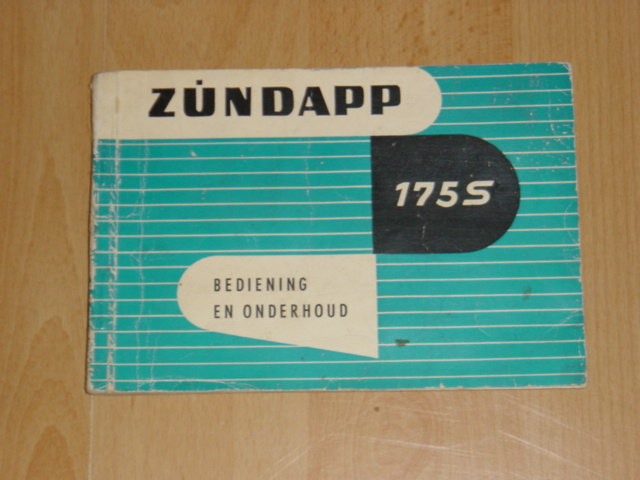 ZÜNDAPP
175S
BEDIENING
EN ONDERHOUD